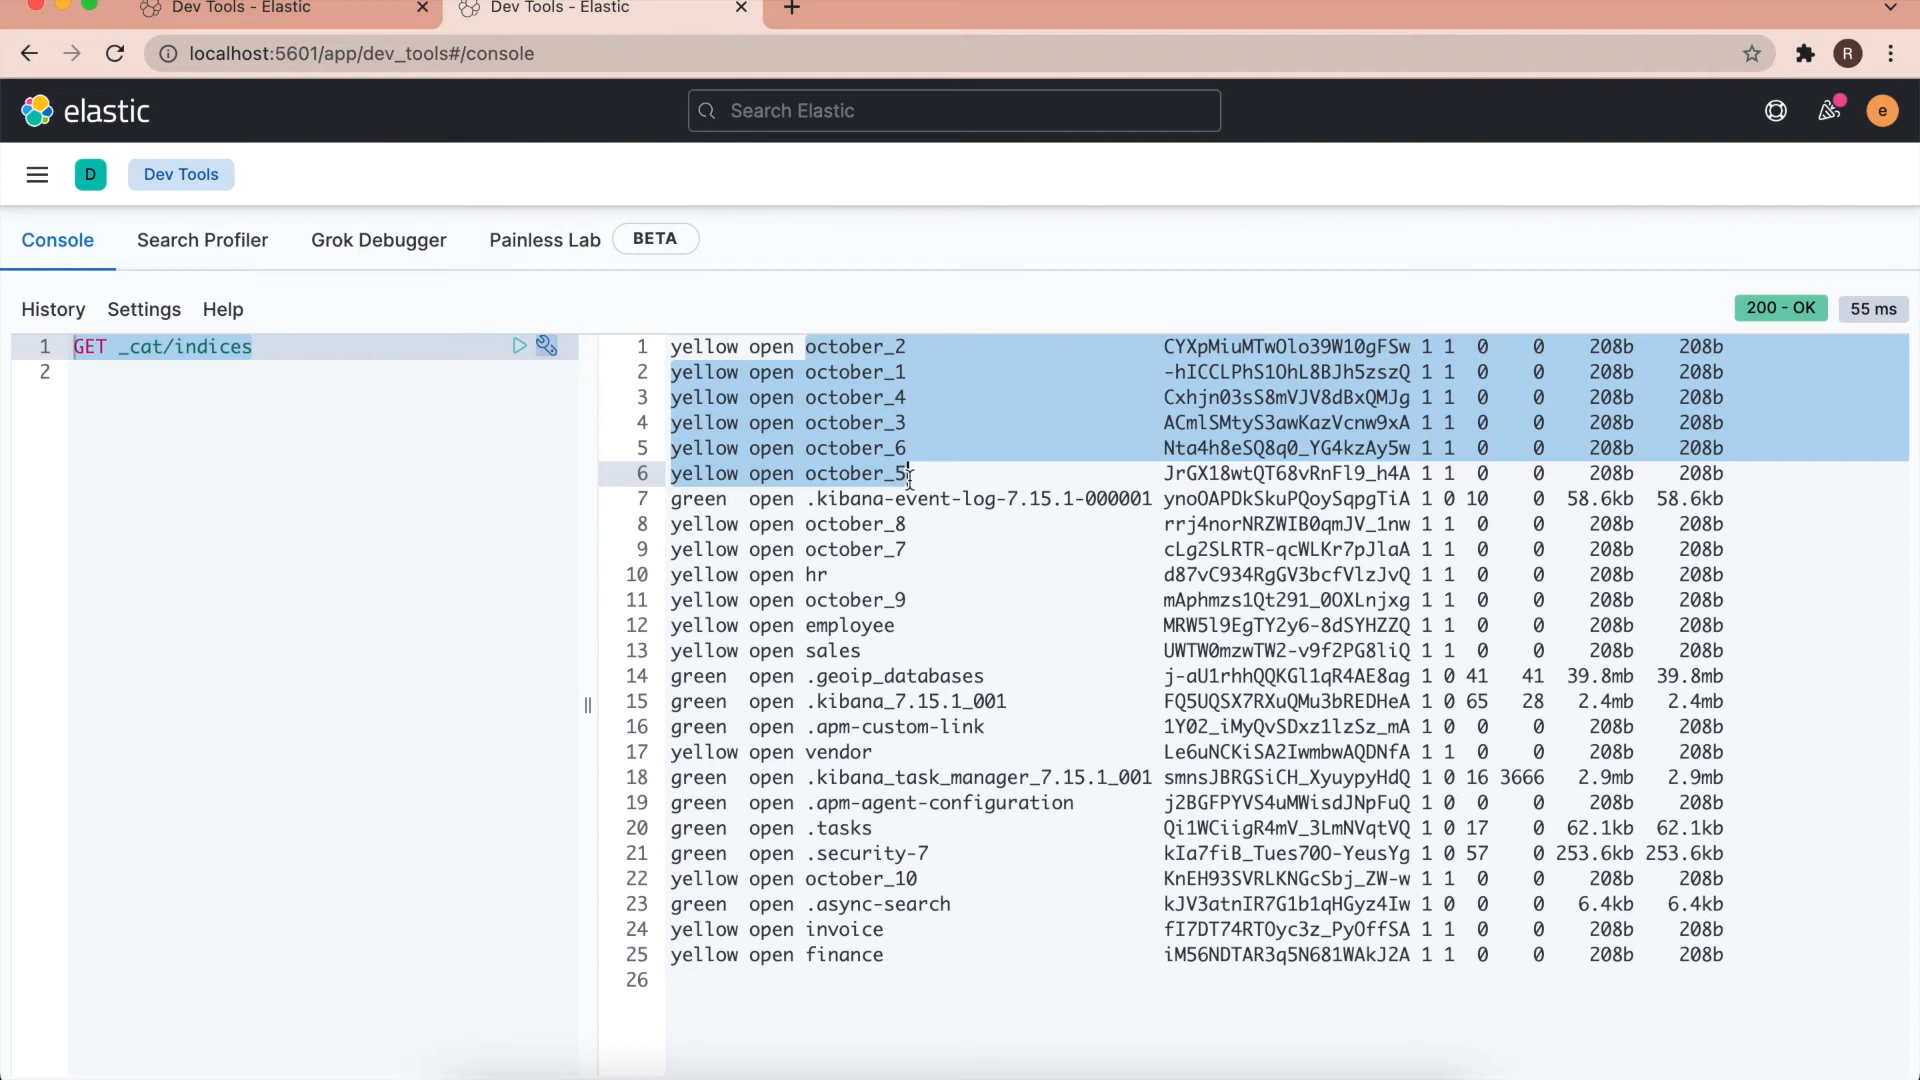 Dev Tools - Elastic
Dev Tools - Elastic
localhost:5601/app/dev_tools#/console
R
elastic
Search Elastic
e
D
Dev Tools
Console Search Profiler Grok Debugger Painless Lab BETA
History Settings Help
200 - OK 55 ms
1 GET _cat/indices
2
1 yellow open october_2 CYXpMiuMTwOlo39W10gFSw 1 1 0 0 208b 208b
2 yellow open october_1 -hICCLPhS1OhL8BJh5zszQ 1 1 0 0 208b 208b
3 yellow open october_4 Cxhjn03sS8mVJV8dBxQMJg 1 1 0 0 208b 208b
4 yellow open october_3 ACmlSMtyS3awKazVcnw9xA 1 1 0 0 208b 208b
5 yellow open october_6 Nta4h8eSQ8q0_YG4kzAy5w 1 1 0 0 208b 208b
6 yellow open october_5 JrGX18wtQT68vRnFl9_h4A 1 1 0 0 208b 208b
7 green open .kibana-event-log-7.15.1-000001 ynoOAPDkSkuPQoySqpgTiA 1 0 10 0 58.6kb 58.6kb
8 yellow open october_8 rrj4norNRZWIB0qmJV_1nw 1 1 0 0 208b 208b
9 yellow open october_7 cLg2SLRTR-qcWLKr7pJlaA 1 1 0 0 208b 208b
10 yellow open hr d87vC934RgGV3bcfVlzJvQ 1 1 0 0 208b 208b
11 yellow open october_9 mAphmzs1Qt291_0OXLnjxg 1 1 0 0 208b 208b
12 yellow open employee MRW5l9EgTY2y6-8dSYHZZQ 1 1 0 0 208b 208b
13 yellow open sales UWTW0mzwTW2-v9f2PG8liQ 1 1 0 0 208b 208b
14 green open .geoip_databases j-aU1rhhQQKGl1qR4AE8ag 1 0 41 41 39.8mb 39.8mb
15 green open .kibana_7.15.1_001 FQ5UQSX7RXuQMu3bREDHeA 1 0 65 28 2.4mb 2.4mb
16 green open .apm-custom-link 1Y02_iMyQvSDxz1lzSz_mA 1 0 0 0 208b 208b
17 yellow open vendor Le6uNCKiSA2IwmbwAQDNfA 1 1 0 0 208b 208b
18 green open .kibana_task_manager_7.15.1_001 smnsJBRGSiCH_XyuypyHdQ 1 0 16 3666 2.9mb 2.9mb
19 green open .apm-agent-configuration j2BGFPYVS4uMWisdJNpFuQ 1 0 0 0 208b 208b
20 green open .tasks Qi1WCiigR4mV_3LmNVqtVQ 1 0 17 0 62.1kb 62.1kb
21 green open .security-7 kIa7fiB_Tues70O-YeusYg 1 0 57 0 253.6kb 253.6kb
22 yellow open october_10 KnEH93SVRLKNGcSbj_ZW-w 1 1 0 0 208b 208b
23 green open .async-search kJV3atnIR7G1b1qHGyz4Iw 1 0 0 0 6.4kb 6.4kb
24 yellow open invoice fI7DT74RTOyc3z_PyOffSA 1 1 0 0 208b 208b
25 yellow open finance iM56NDTAR3q5N681WAkJ2A 1 1 0 0 208b 208b
26